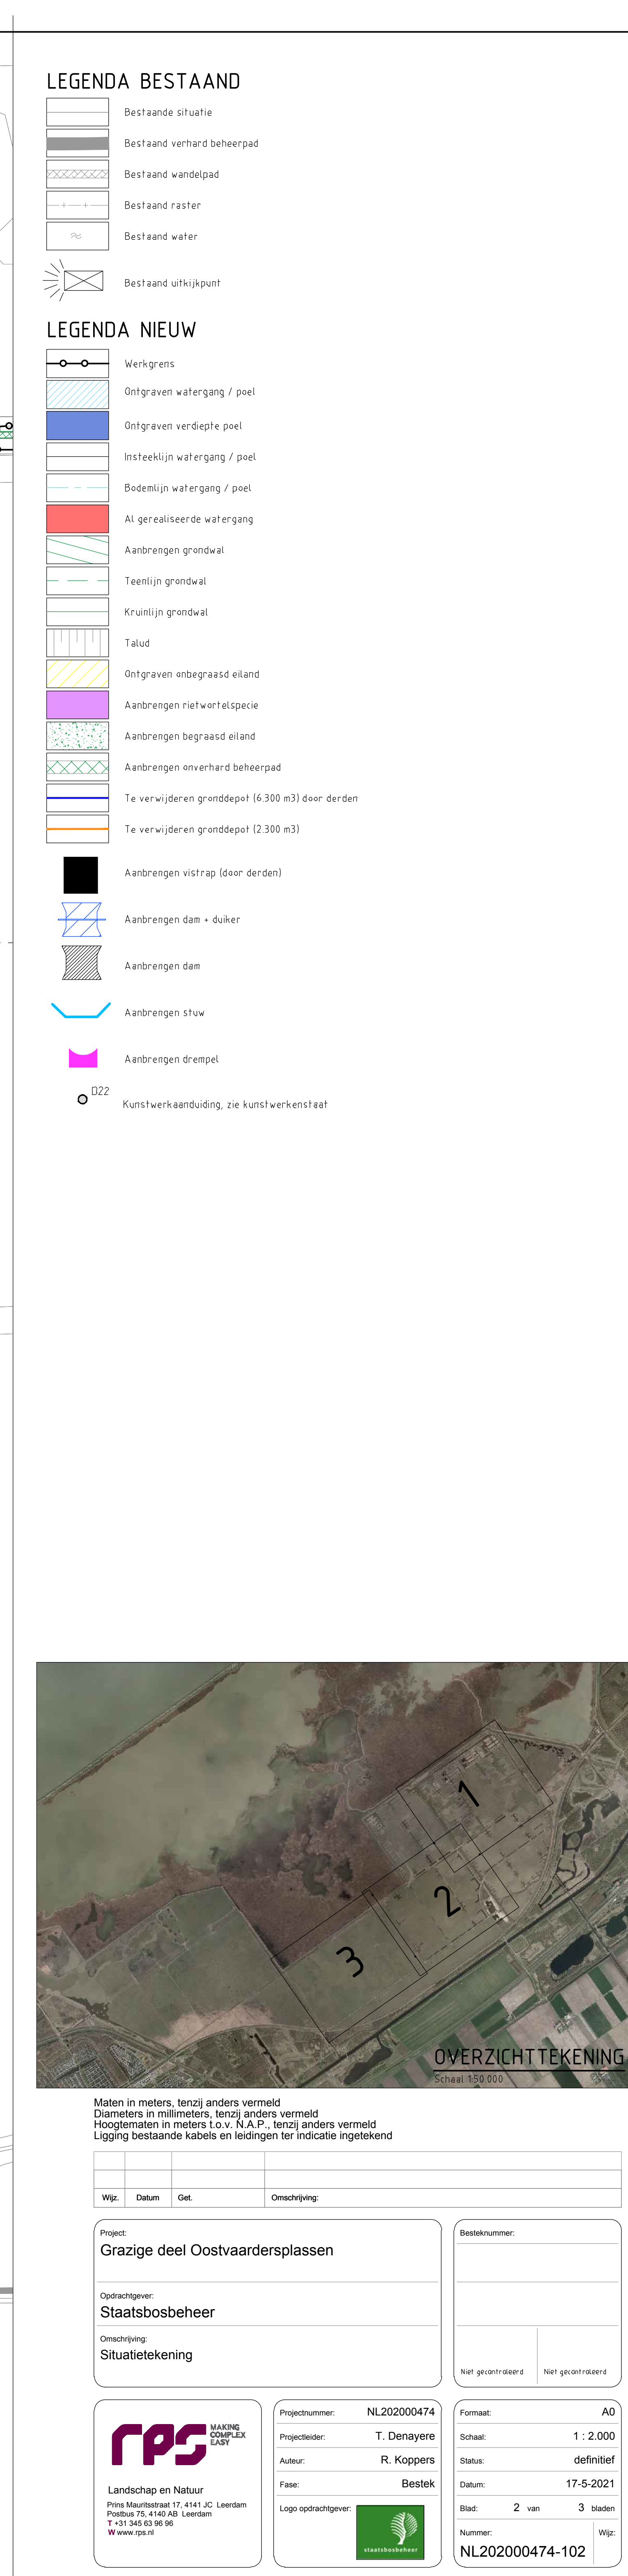 LEGENDA BESTAAND
Bestaande situatie
Bestaand verhard beheerpad
Bestaand wandelpad
Bestaand raster
Bestaand water
Bestaand uitkijkpunt
LEGENDA NIEUW
Werkgrens
Ontgraven watergang / poel
Ontgraven verdiepte poel
Insteeklijn watergang / poel
Bodemlijn watergang / poel
Al gerealiseerde watergang
Aanbrengen grondwal
Teenlijn grondwal
Kruinlijn grondwal
Talud
Ontgraven onbegraasd eiland
Aanbrengen rietwortelspecie
Aanbrengen begraasd eiland
Aanbrengen onverhard beheerpad
Te verwijderen gronddepot (6.300 m3) door derden
Te verwijderen gronddepot (2.300 m3)
Aanbrengen vistrap (door derden)
Aanbrengen dam + duiker
Aanbrengen dam
Aanbrengen stuw
Aanbrengen drempel
D22
Kunstwerkaanduiding, zie kunstwerkenstaat
1
2
3
OVERZICHTTEKENING
Schaal 1:50.000
Maten in meters, tenzij anders vermeld
Diameters in millimeters, tenzij anders vermeld
Hoogtematen in meters t.o.v. N.A.P., tenzij anders vermeld
Ligging bestaande kabels en leidingen ter indicatie ingetekend
Wijz. Datum Get. Omschrijving:
Project:
Grazige deel Oostvaardersplassen
Opdrachtgever:
Staatsbosbeheer
Omschrijving:
Situatietekening
Besteknummer:
Niet gecontroleerd Niet gecontroleerd
rps MAKING
COMPLEX
EASY
Landschap en Natuur
Prins Mauritsstraat 17, 4141 JC Leerdam
Postbus 75, 4140 AB Leerdam
T +31 345 63 96 96
W www.rps.nl
Projectnummer: NL202000474
Projectleider: T. Denayere
Auteur: R. Koppers
Fase: Bestek
Logo opdrachtgever:
staatsbosbeheer
Formaat: A0
Schaal: 1 : 2.000
Status: definitief
Datum: 17-5-2021
Blad: 2 van 3 bladen
Nummer: Wijz:
NL202000474-102